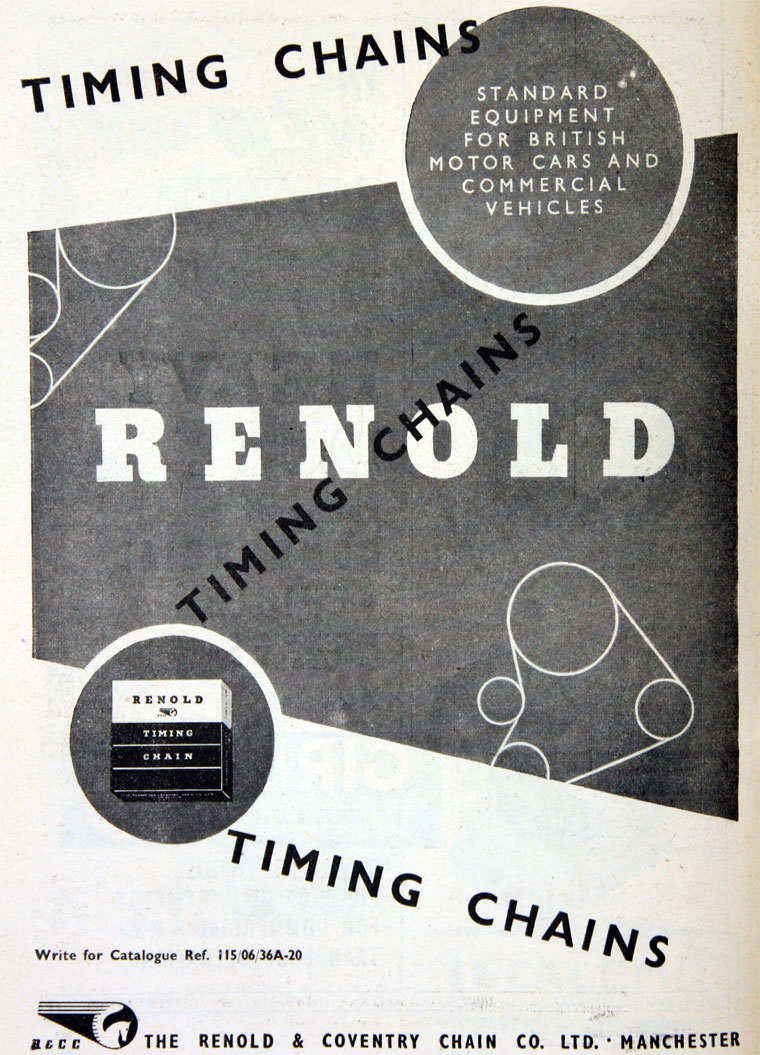 TIMING CHAINS
STANDARD
EQUIPMENT
FOR BRITISH
MOTOR CARS AND
COMMERCIAL
VEHICLES
TIMING CHAINS
RENOLD
RENOLD
TIMING
CHAIN
TIMING CHAINS
Write for Catalogue Ref. 115/06/36A-20
R & C C
THE RENOLD & COVENTRY CHAIN CO. LTD. · MANCHESTER